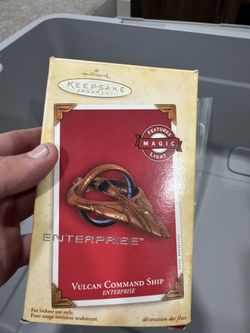 Hallmark
KEEPSAKE
ORNAMENT
FEATURES
MAGIC
LIGHT
ENTERPRISE™
VULCAN COMMAND SHIP
ENTERPRISE
For indoor use only.
Pour usage intérieur seulement.
décoration des fêtes